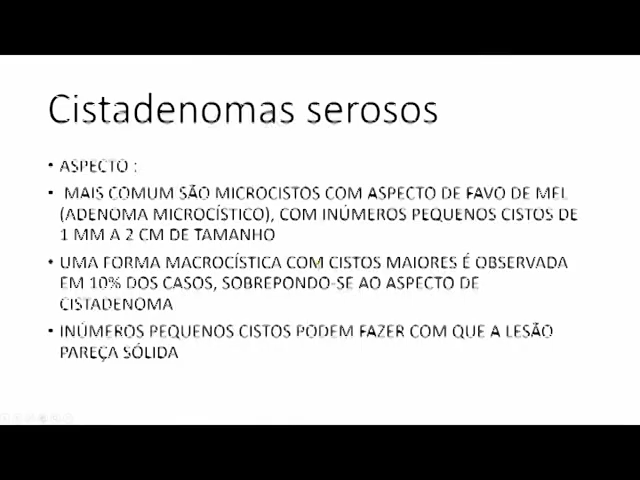 Cistadenomas serosos
• ASPECTO :
• MAIS COMUM SÃO MICROCISTOS COM ASPECTO DE FAVO DE MEL
(ADENOMA MICROCÍSTICO), COM INÚMEROS PEQUENOS CISTOS DE
1 MM A 2 CM DE TAMANHO
• UMA FORMA MACROCÍSTICA COM CISTOS MAIORES É OBSERVADA
EM 10% DOS CASOS, SOBREPONDO-SE AO ASPECTO DE
CISTADENOMA
• INÚMEROS PEQUENOS CISTOS PODEM FAZER COM QUE A LESÃO
PAREÇA SÓLIDA